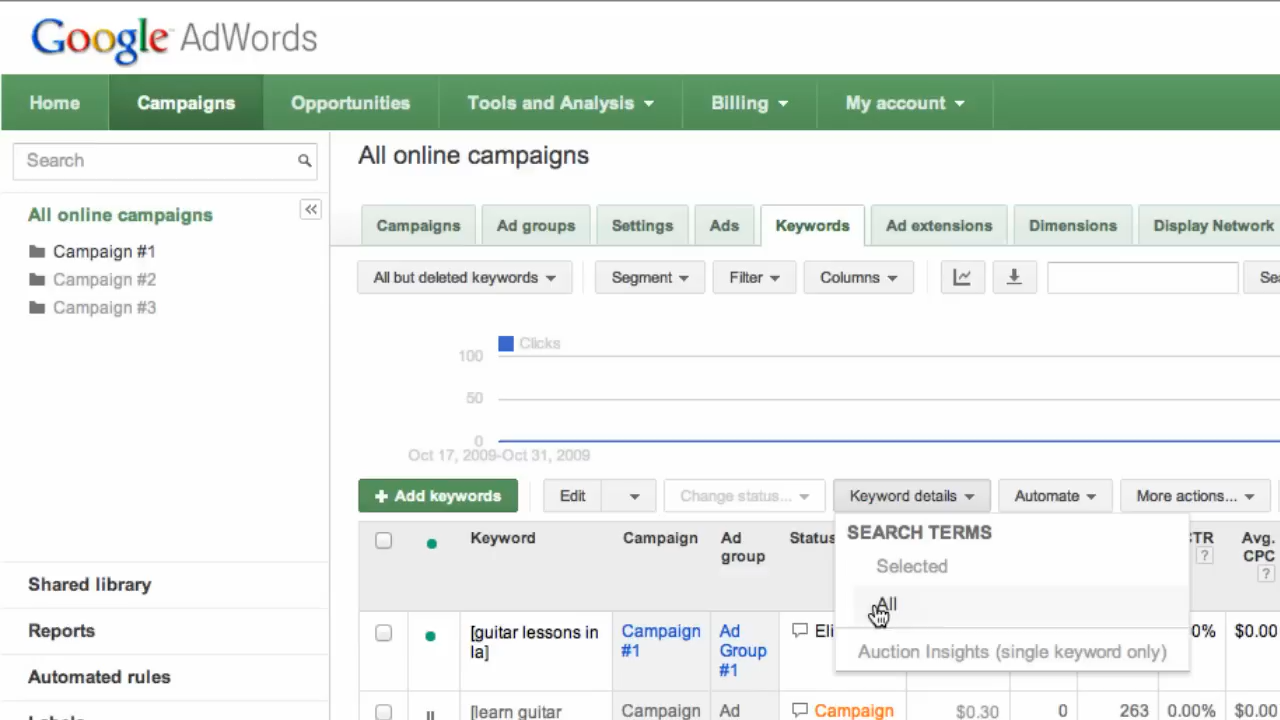 Google AdWords
Home
Campaigns
Opportunities
Tools and Analysis
Billing
My account
Search
All online campaigns
Campaign #1
Campaign #2
Campaign #3
Shared library
Reports
Automated rules
All online campaigns
Campaigns
Ad groups
Settings
Ads
Keywords
Ad extensions
Dimensions
Display Network
All but deleted keywords
Segment
Filter
Columns
Clicks
100
50
0
Oct 17, 2009-Oct 31, 2009
+ Add keywords
Edit
Change status...
Keyword details
Automate
More actions...
SEARCH TERMS
Selected
All
Auction Insights (single keyword only)
Keyword
Campaign
Ad
group
Status
CTR
?
Avg.
CPC
?
[guitar lessons in
la]
Campaign
#1
Ad
Group
#1
Eli
0%
$0.00
[learn guitar
Campaign
Ad
Campaign
$0.30
0
263
0.00%
$0.00